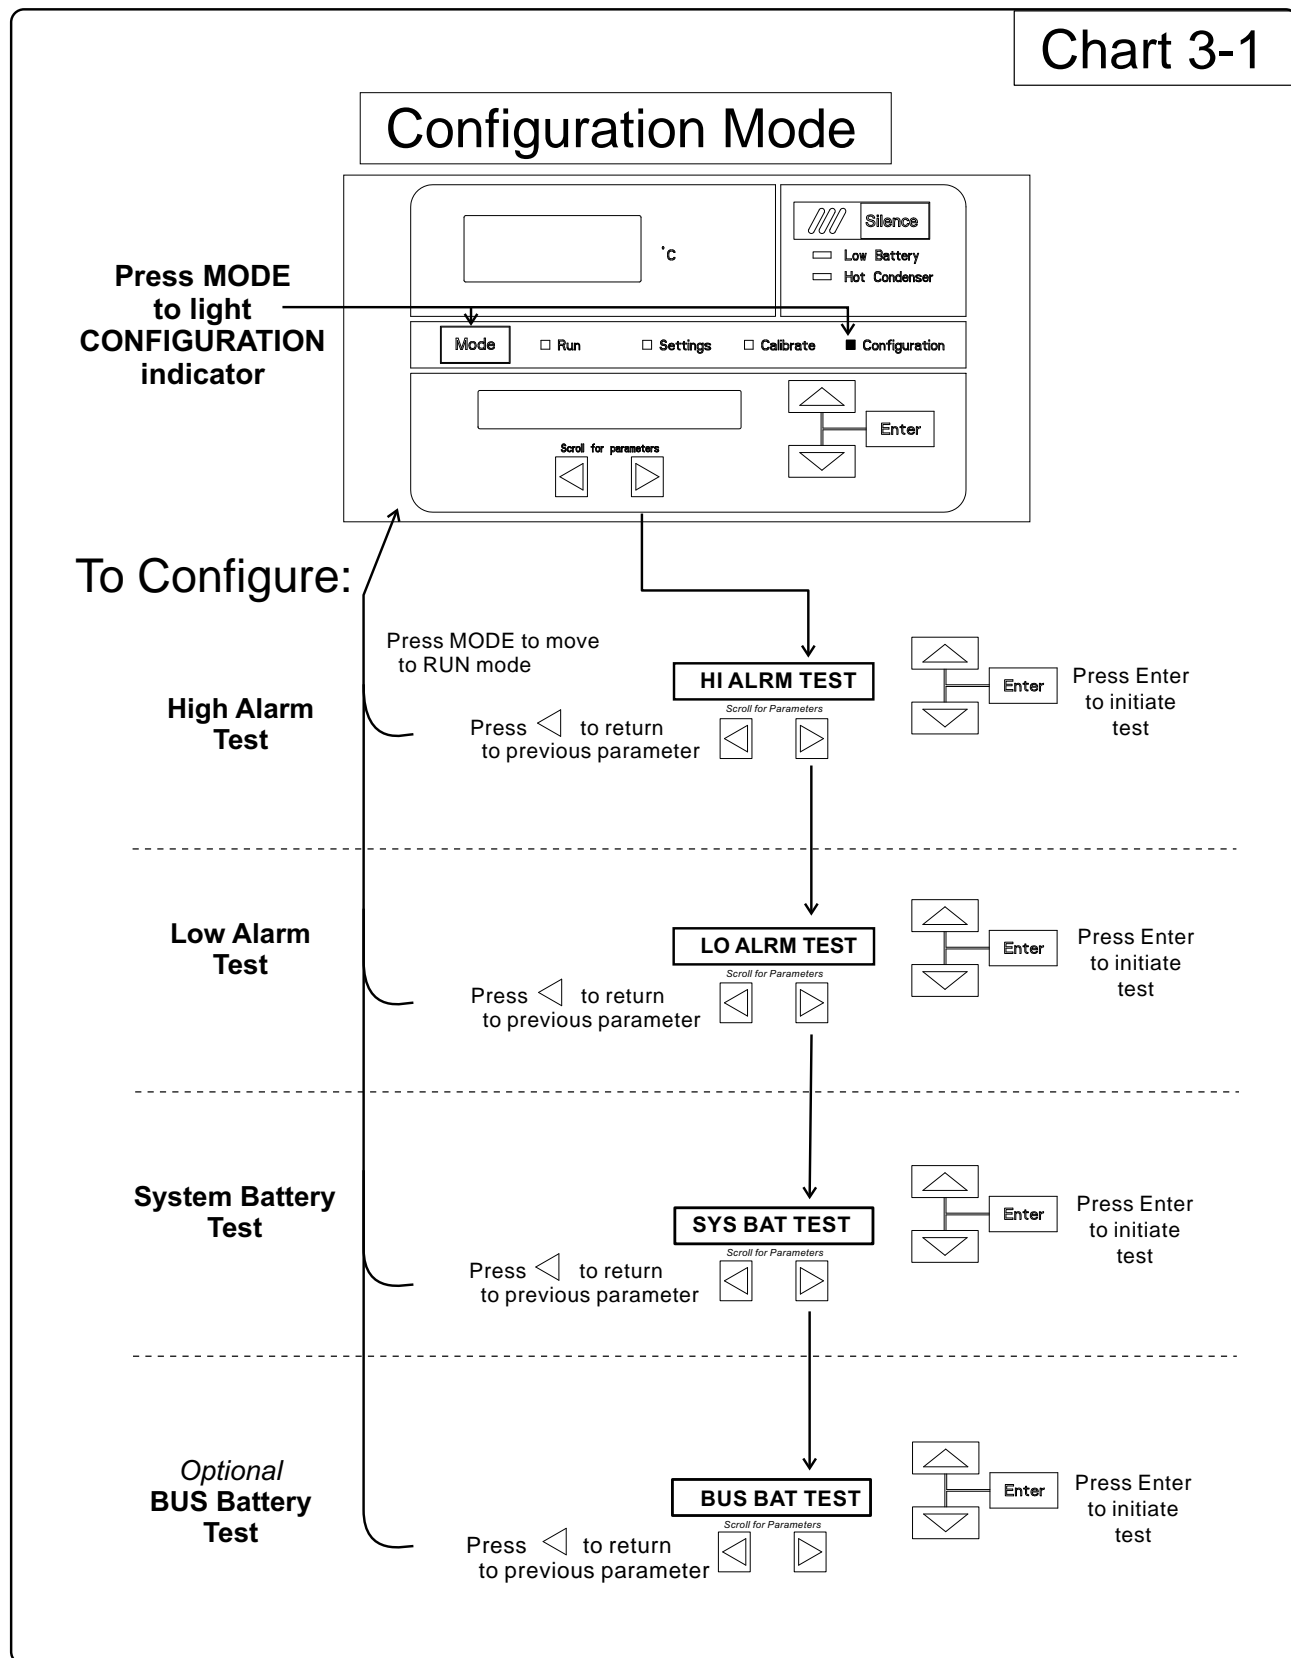 Chart 3-1
Configuration Mode
Silence
°C
Low Battery
Hot Condenser
Press MODE
to light
CONFIGURATION
indicator
Mode
Run
Settings
Calibrate
Configuration
Enter
Scroll for parameters
To Configure:
Press MODE to move
to RUN mode
High Alarm
Test
HI ALRM TEST
Scroll for Parameters
Press to return
to previous parameter
Enter
Press Enter
to initiate
test
Low Alarm
Test
LO ALRM TEST
Scroll for Parameters
Press to return
to previous parameter
Enter
Press Enter
to initiate
test
System Battery
Test
SYS BAT TEST
Scroll for Parameters
Press to return
to previous parameter
Enter
Press Enter
to initiate
test
Optional
BUS Battery
Test
BUS BAT TEST
Scroll for Parameters
Press to return
to previous parameter
Enter
Press Enter
to initiate
test